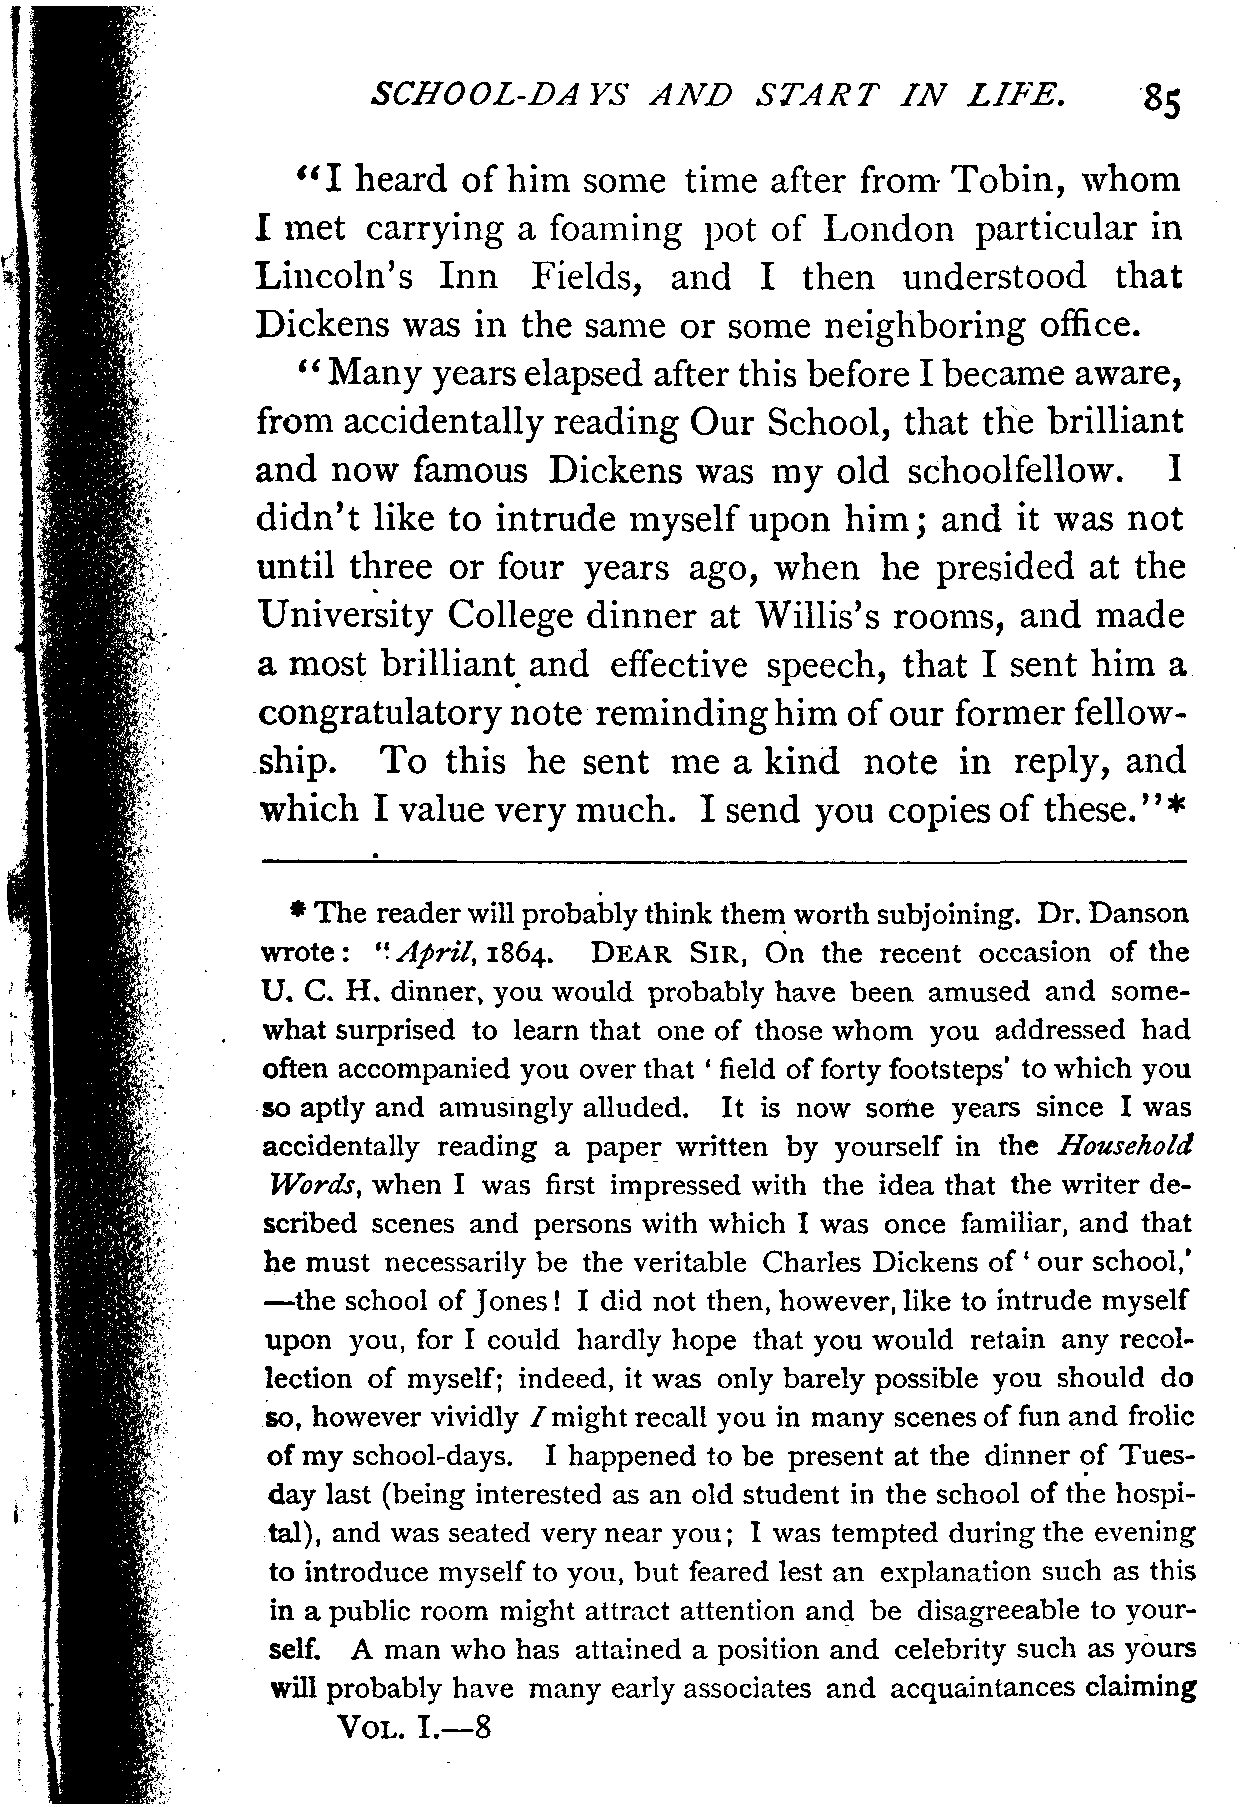 SCHOOL-DAYS AND START IN LIFE. 85
“I heard of him some time after from Tobin, whom
I met carrying a foaming pot of London particular in
Lincoln's Inn Fields, and I then understood that
Dickens was in the same or some neighboring office.
“Many years elapsed after this before I became aware,
from accidentally reading Our School, that the brilliant
and now famous Dickens was my old schoolfellow. I
didn't like to intrude myself upon him; and it was not
until three or four years ago, when he presided at the
University College dinner at Willis's rooms, and made
a most brilliant and effective speech, that I sent him a
congratulatory note reminding him of our former fellow-
ship. To this he sent me a kind note in reply, and
which I value very much. I send you copies of these.”*
* The reader will probably think them worth subjoining. Dr. Danson
wrote: “April, 1864. DEAR SIR, On the recent occasion of the
U. C. H. dinner, you would probably have been amused and some-
what surprised to learn that one of those whom you addressed had
often accompanied you over that ‘field of forty footsteps’ to which you
so aptly and amusingly alluded. It is now some years since I was
accidentally reading a paper written by yourself in the Household
Words, when I was first impressed with the idea that the writer de-
scribed scenes and persons with which I was once familiar, and that
he must necessarily be the veritable Charles Dickens of ‘our school,’
—the school of Jones! I did not then, however, like to intrude myself
upon you, for I could hardly hope that you would retain any recol-
lection of myself; indeed, it was only barely possible you should do
so, however vividly I might recall you in many scenes of fun and frolic
of my school-days. I happened to be present at the dinner of Tues-
day last (being interested as an old student in the school of the hospi-
tal), and was seated very near you; I was tempted during the evening
to introduce myself to you, but feared lest an explanation such as this
in a public room might attract attention and be disagreeable to your-
self. A man who has attained a position and celebrity such as yours
will probably have many early associates and acquaintances claiming
VOL. I.—8